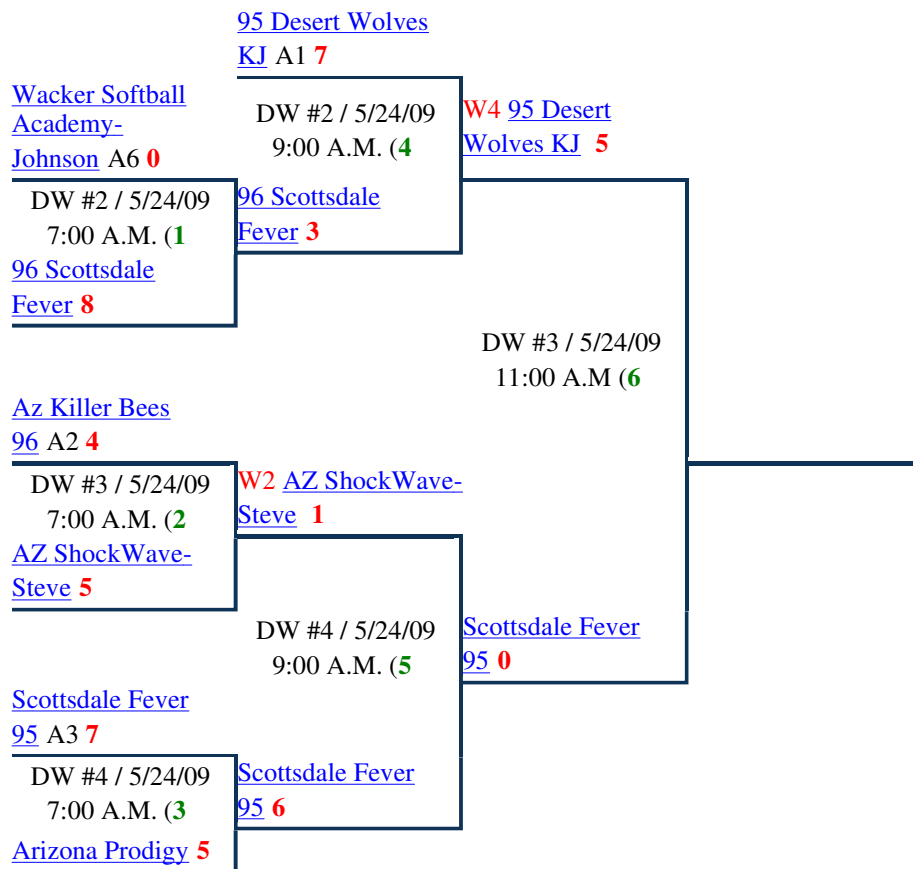 95 Desert Wolves
KJ A1 7
Wacker Softball
Academy-
Johnson A6 0
DW #2 / 5/24/09
9:00 A.M. (4
W4 95 Desert
Wolves KJ 5
DW #2 / 5/24/09
7:00 A.M. (1
96 Scottsdale
Fever 3
96 Scottsdale
Fever 8
DW #3 / 5/24/09
11:00 A.M (6
Az Killer Bees
96 A2 4
DW #3 / 5/24/09
7:00 A.M. (2
W2 AZ ShockWave-
Steve 1
AZ ShockWave-
Steve 5
DW #4 / 5/24/09
9:00 A.M. (5
Scottsdale Fever
95 0
Scottsdale Fever
95 A3 7
DW #4 / 5/24/09
7:00 A.M. (3
Scottsdale Fever
95 6
Arizona Prodigy 5